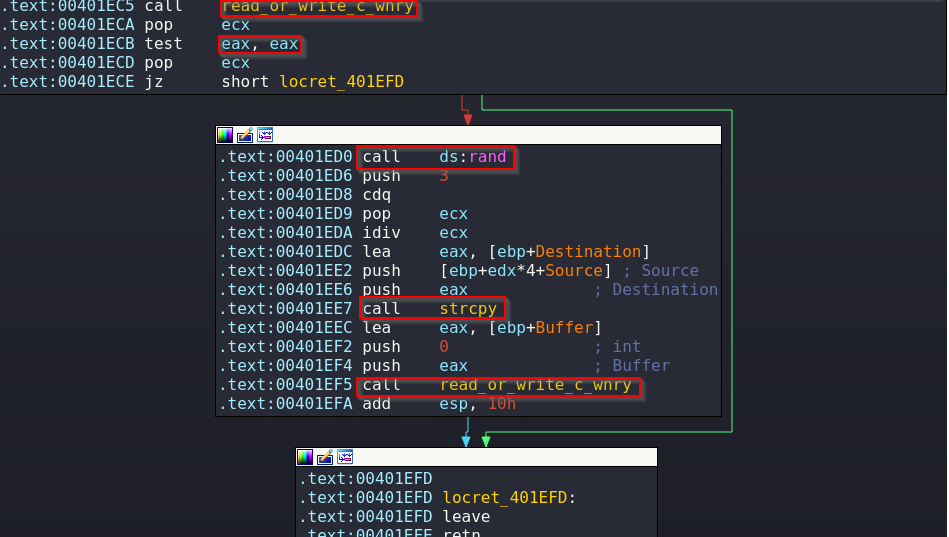 .text:00401EC5 call read_or_write_c_wnry
.text:00401ECA pop ecx
.text:00401ECB test eax, eax
.text:00401ECD pop ecx
.text:00401ECE jz short locret_401EFD
.text:00401ED0 call ds:rand
.text:00401ED6 push 3
.text:00401ED8 cdq
.text:00401ED9 pop ecx
.text:00401EDA idiv ecx
.text:00401EDC lea eax, [ebp+Destination]
.text:00401EE2 push [ebp+edx*4+Source] ; Source
.text:00401EE6 push eax ; Destination
.text:00401EE7 call strcpy
.text:00401EEC lea eax, [ebp+Buffer]
.text:00401EF2 push 0 ; int
.text:00401EF4 push eax ; Buffer
.text:00401EF5 call read_or_write_c_wnry
.text:00401EFA add esp, 10h
.text:00401EFD
.text:00401EFD locret_401EFD:
.text:00401EFD leave
.text:00401EFE retn